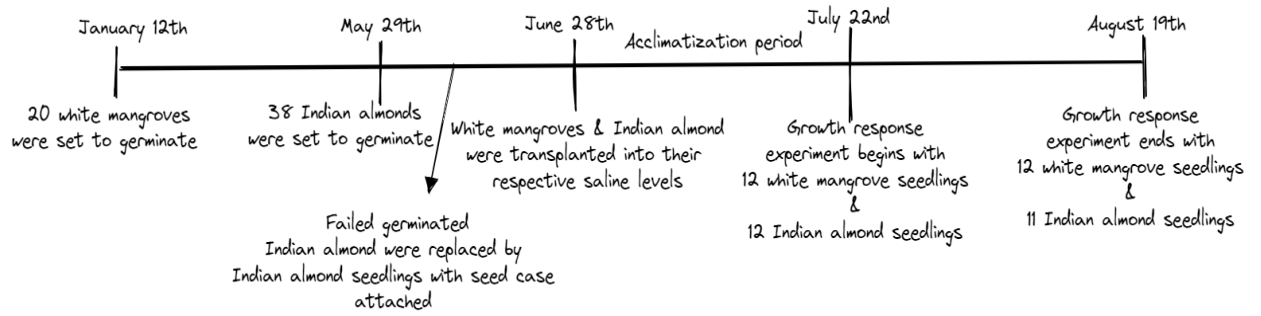 January 12th
May 29th
June 28th
Acclimatization period
July 22nd
August 19th
20 white mangroves
were set to germinate
38 Indian almonds
were set to germinate
White mangroves & Indian almond
were transplanted into their
respective saline levels
Growth response
experiment begins with
12 white mangrove seedlings
&
12 Indian almond seedlings
Growth response
experiment ends with
12 white mangrove seedlings
&
11 Indian almond seedlings
Failed germinated
Indian almond were replaced by
Indian almond seedlings with seed case
attached